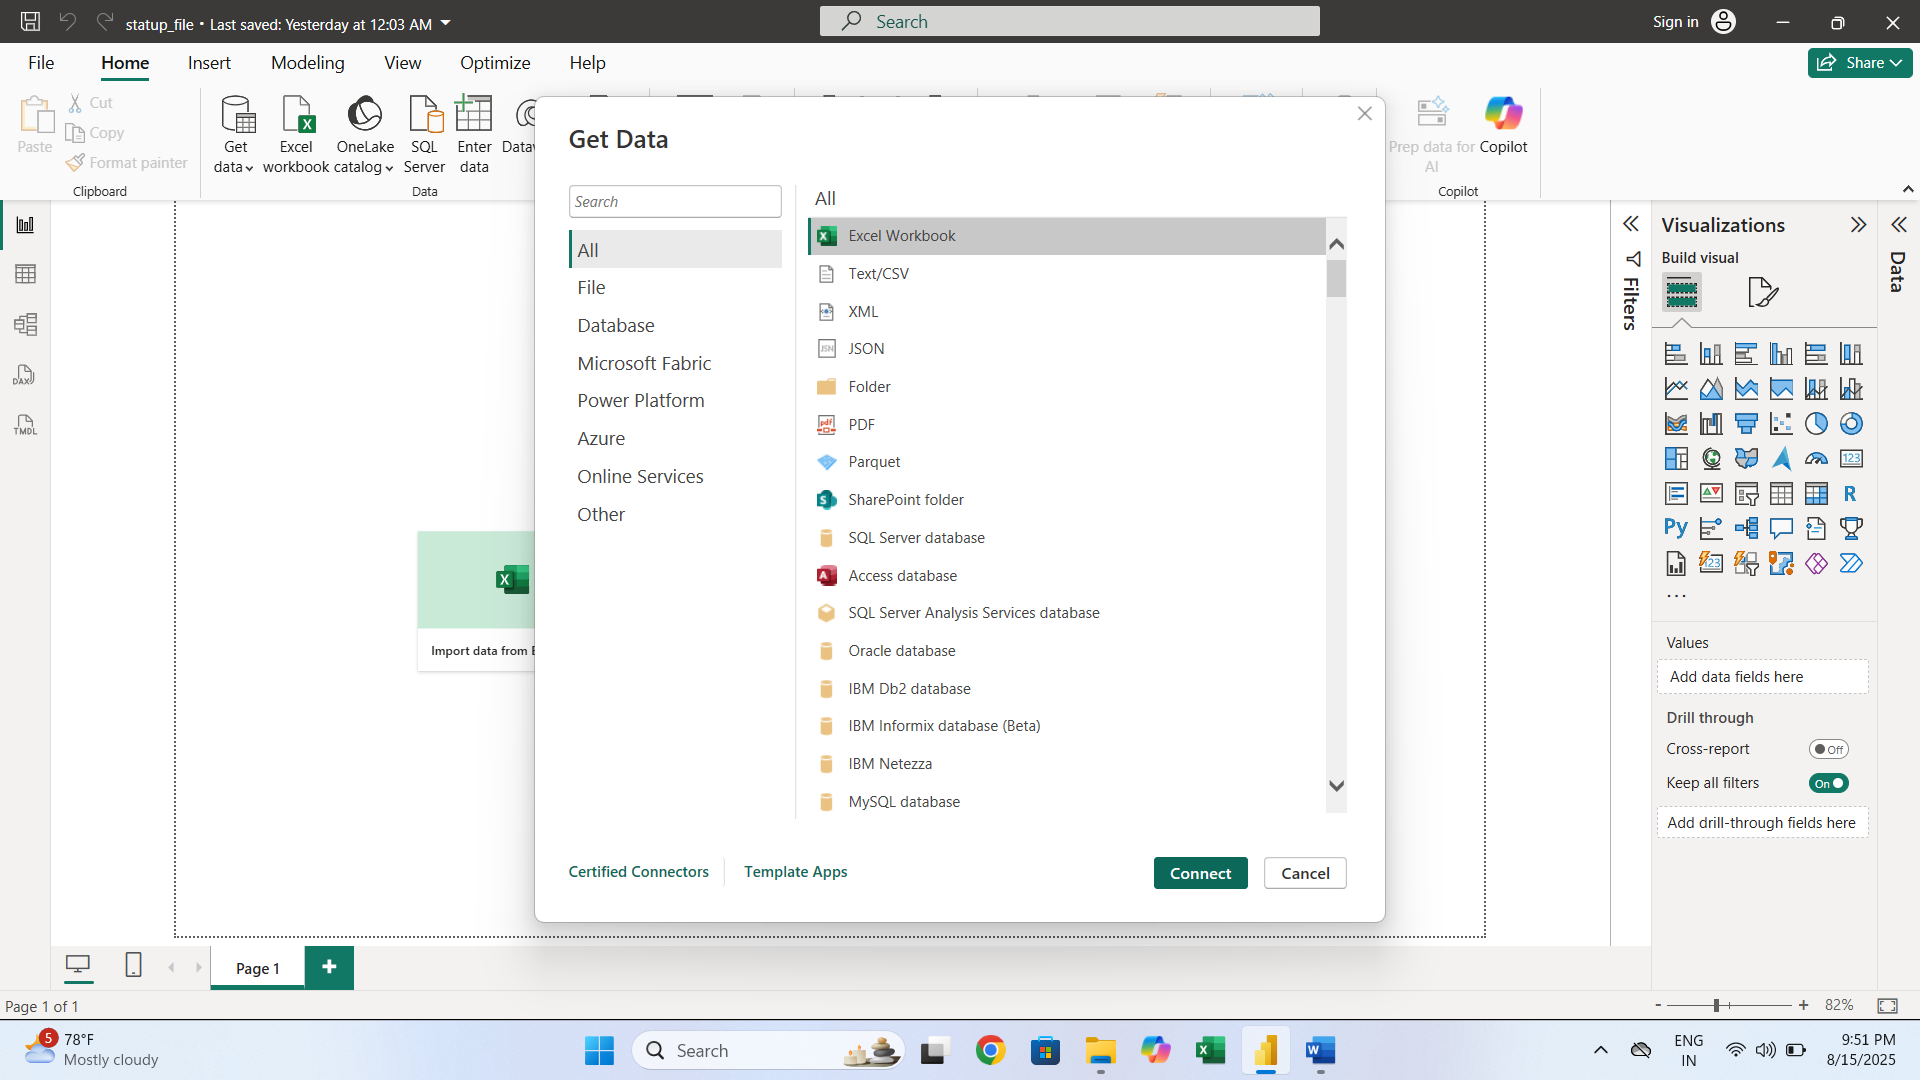 statup_file • Last saved: Yesterday at 12:03 AM
Search
Sign in
File
Home
Insert
Modeling
View
Optimize
Help
Share
Paste
Cut
Copy
Format painter
Clipboard
Get data
Excel workbook
OneLake catalog
SQL Server
Enter data
Data
Prep data for AI
Copilot
Copilot
Get Data
Search
All
File
Database
Microsoft Fabric
Power Platform
Azure
Online Services
Other
All
Excel Workbook
Text/CSV
XML
JSON
Folder
PDF
Parquet
SharePoint folder
SQL Server database
Access database
SQL Server Analysis Services database
Oracle database
IBM Db2 database
IBM Informix database (Beta)
IBM Netezza
MySQL database
Certified Connectors
Template Apps
Connect
Cancel
DAX
TMDL
Import data from E
Filters
Visualizations
Build visual
123
R
Py
123
...
Values
Add data fields here
Drill through
Cross-report
Off
Keep all filters
On
Add drill-through fields here
Data
Page 1
+
Page 1 of 1
- + 82%
5
78°F
Mostly cloudy
Search
ENG
IN
9:51 PM
8/15/2025